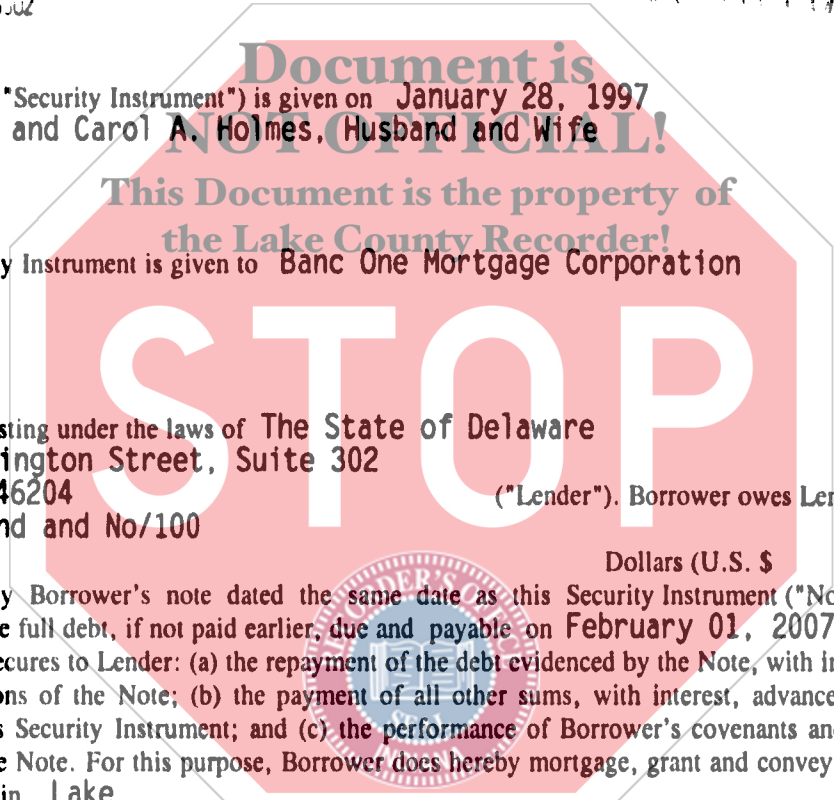 Document is
"Security Instrument") is given on January 28, 1997
and Carol A. Holmes, Husband and Wife
NOT OFFICIAL!
This Document is the property of
the Lake County Recorder!
y Instrument is given to Banc One Mortgage Corporation
STOP
sting under the laws of The State of Delaware
ington Street, Suite 302
46204
("Lender"). Borrower owes Len
nd and No/100
Dollars (U.S. $
y Borrower's note dated the same date as this Security Instrument ("No
e full debt, if not paid earlier, due and payable on February 01, 2007
ecures to Lender: (a) the repayment of the debt evidenced by the Note, with in
ons of the Note; (b) the payment of all other sums, with interest, advance
s Security Instrument; and (c) the performance of Borrower's covenants an
e Note. For this purpose, Borrower does hereby mortgage, grant and convey
in Lake
RECORDER'S OFFICE
SEAL
INDIANA